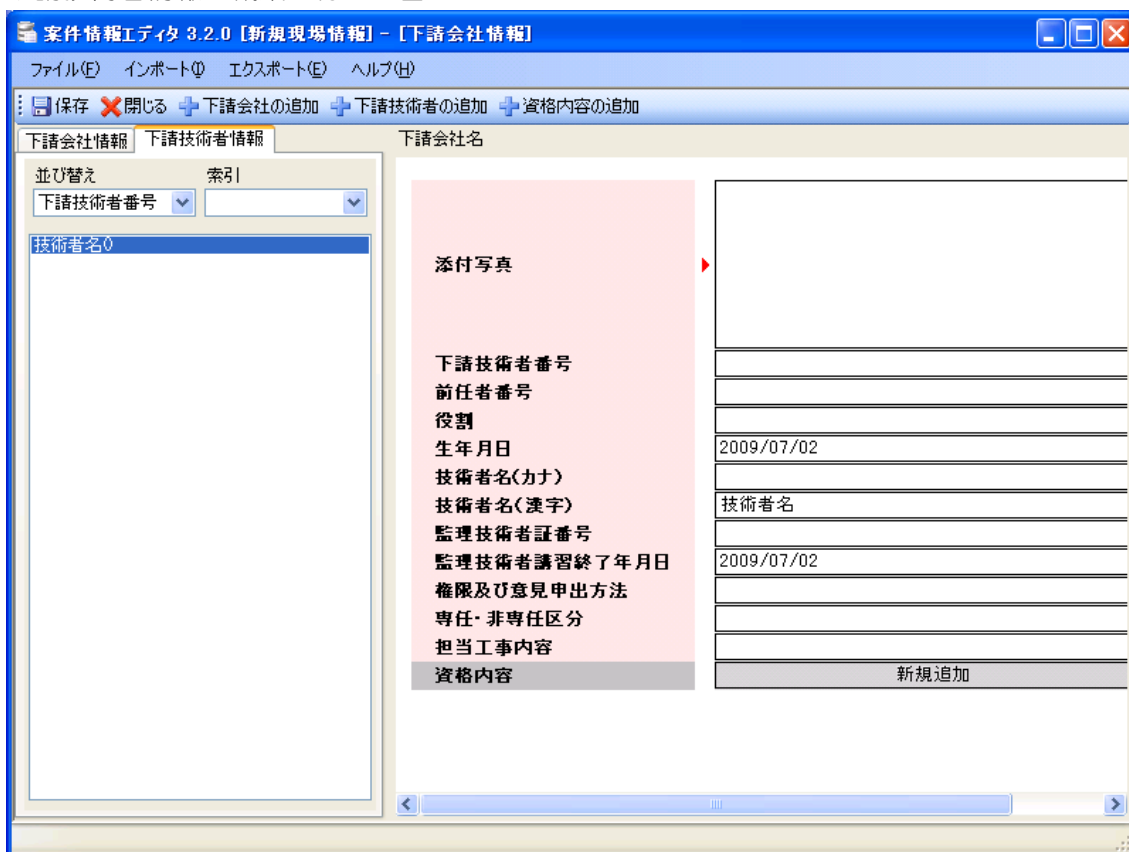 案件情報エディタ 3.2.0 [新規現場情報] - [下請会社情報]
ファイル(F) インポート(I) エクスポート(E) ヘルプ(H)
保存 閉じる 下請会社の追加 下請技術者の追加 資格内容の追加
下請会社情報 下請技術者情報 下請会社名
並び替え 索引
下請技術者番号
技術者名0
添付写真
下請技術者番号
前任者番号
役割
生年月日 2009/07/02
技術者名(カナ)
技術者名(漢字) 技術者名
監理技術者証番号
監理技術者講習終了年月日 2009/07/02
権限及び意見申出方法
専任・非専任区分
担当工事内容
資格内容 新規追加